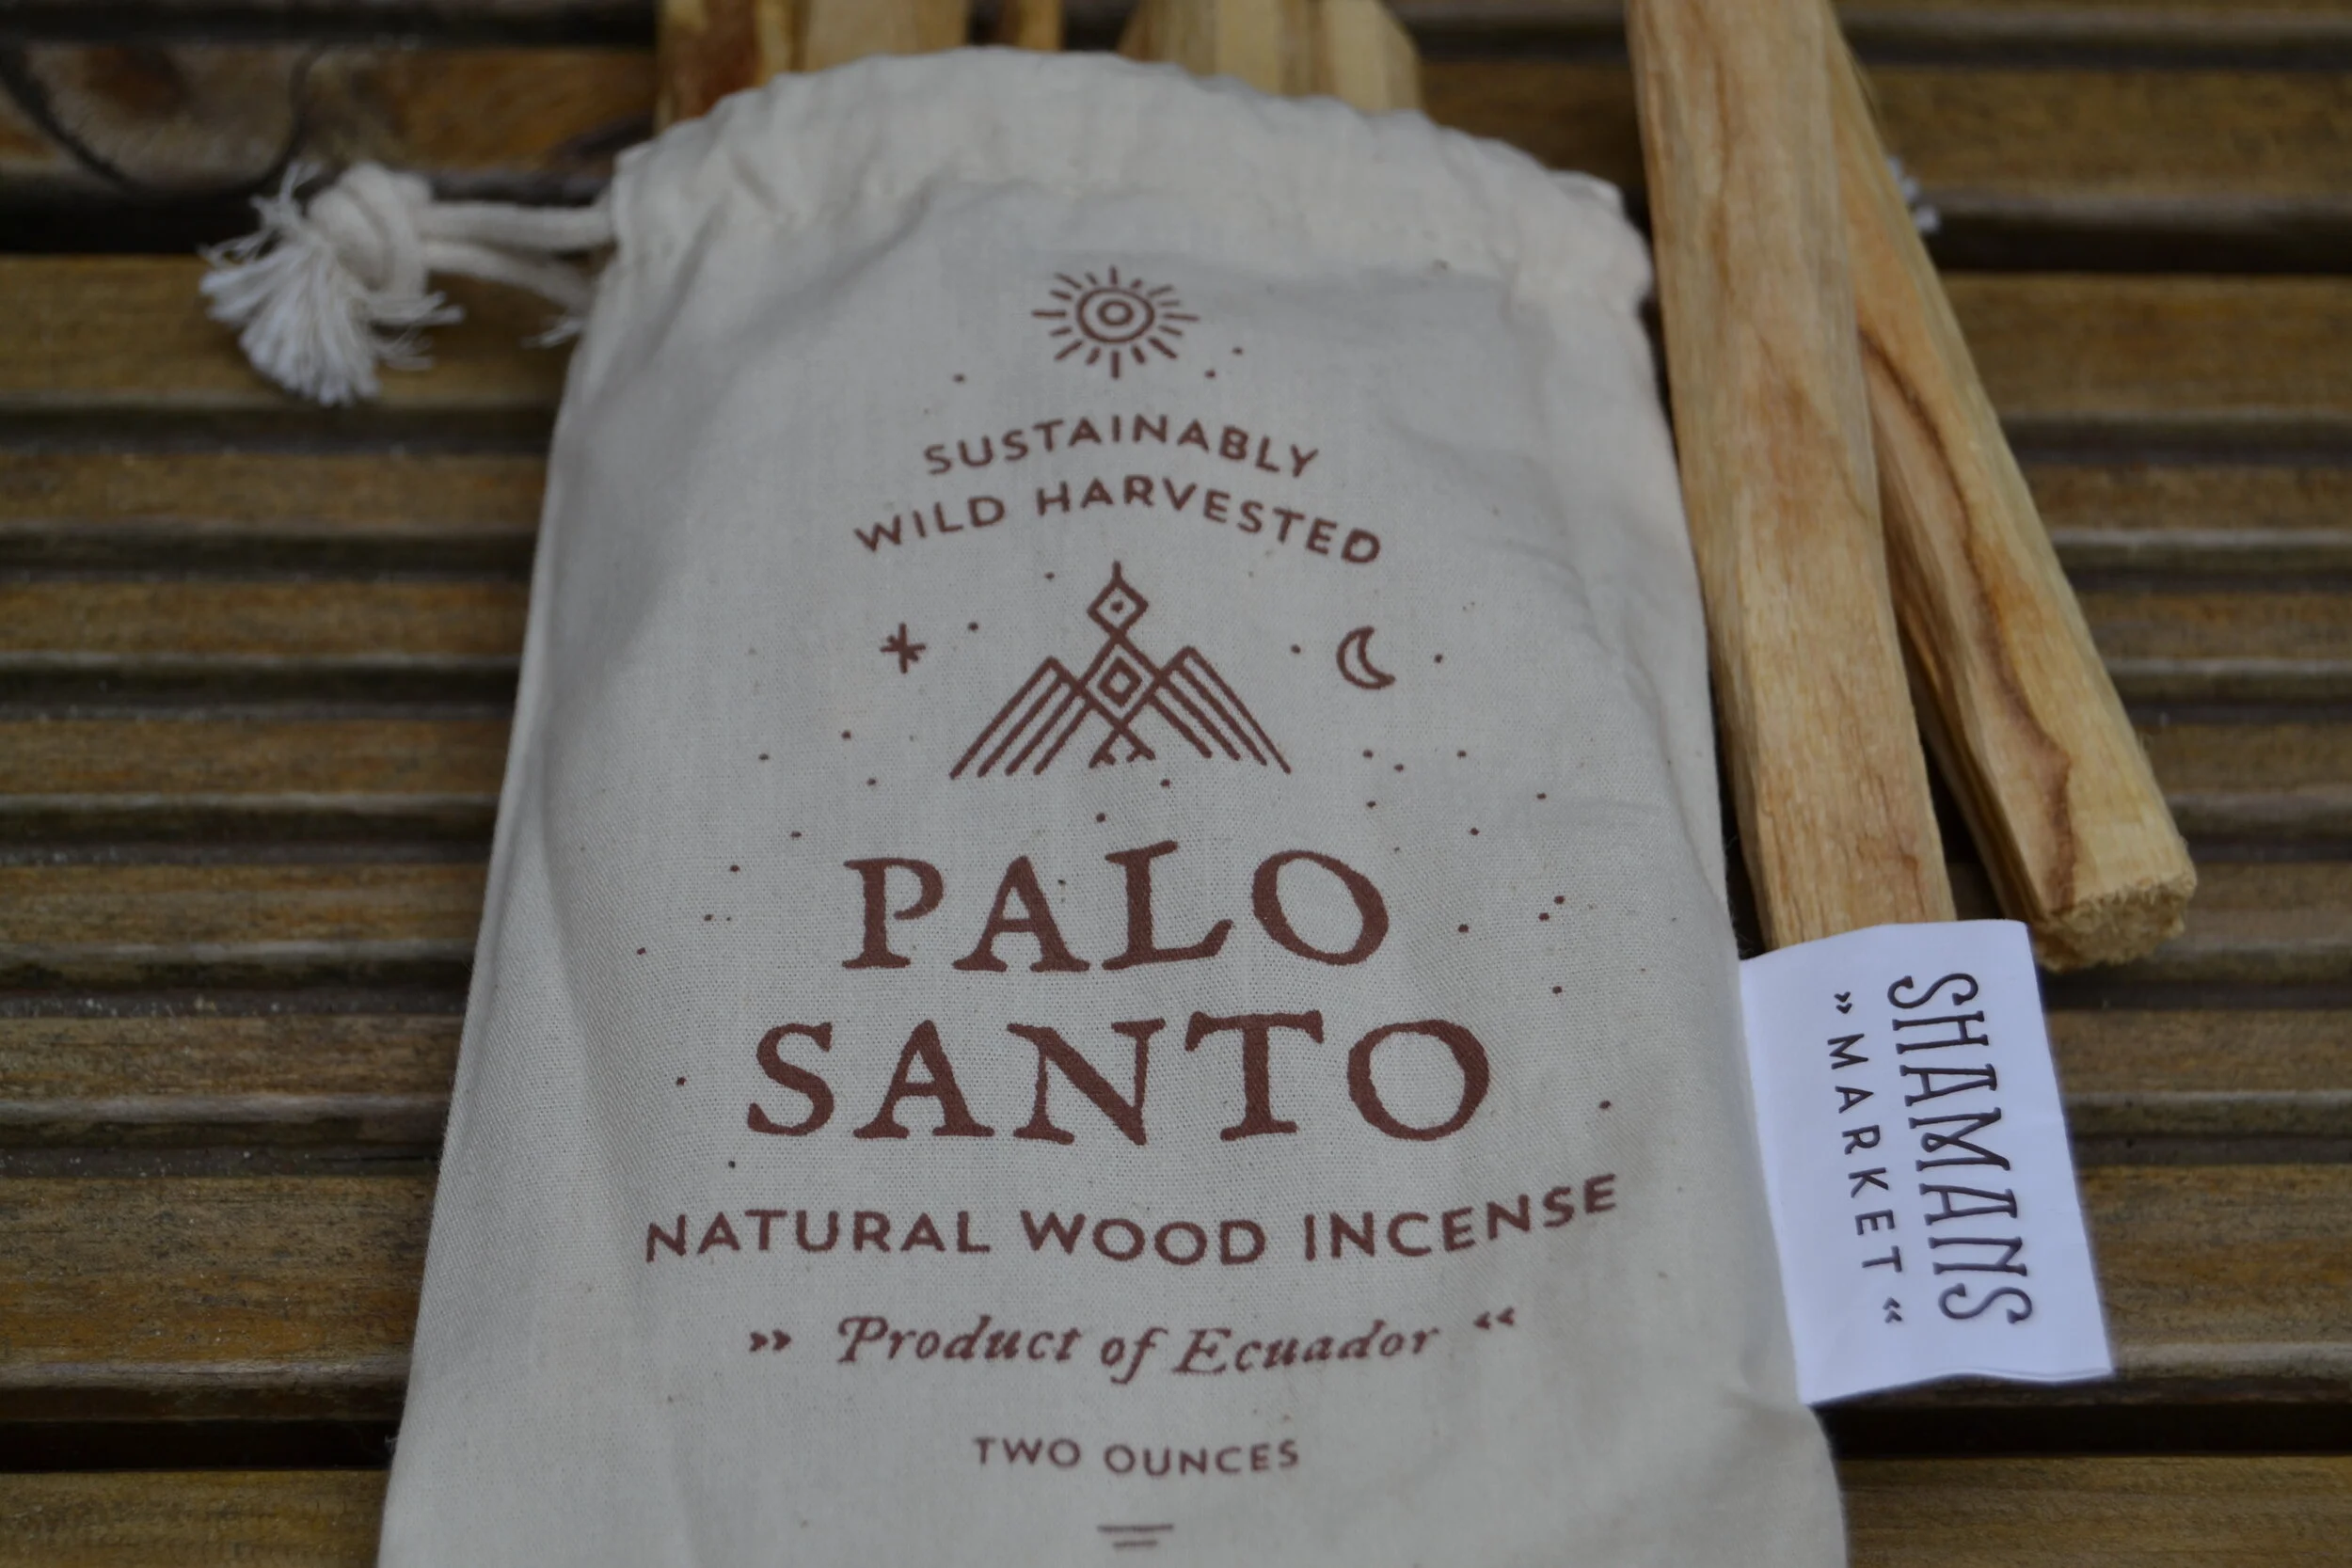 SUSTAINABLY
WILD HARVESTED
PALO
SANTO
NATURAL WOOD INCENSE
›› Product of Ecuador ‹‹
TWO OUNCES
SHAMANS
›› MARKET ‹‹